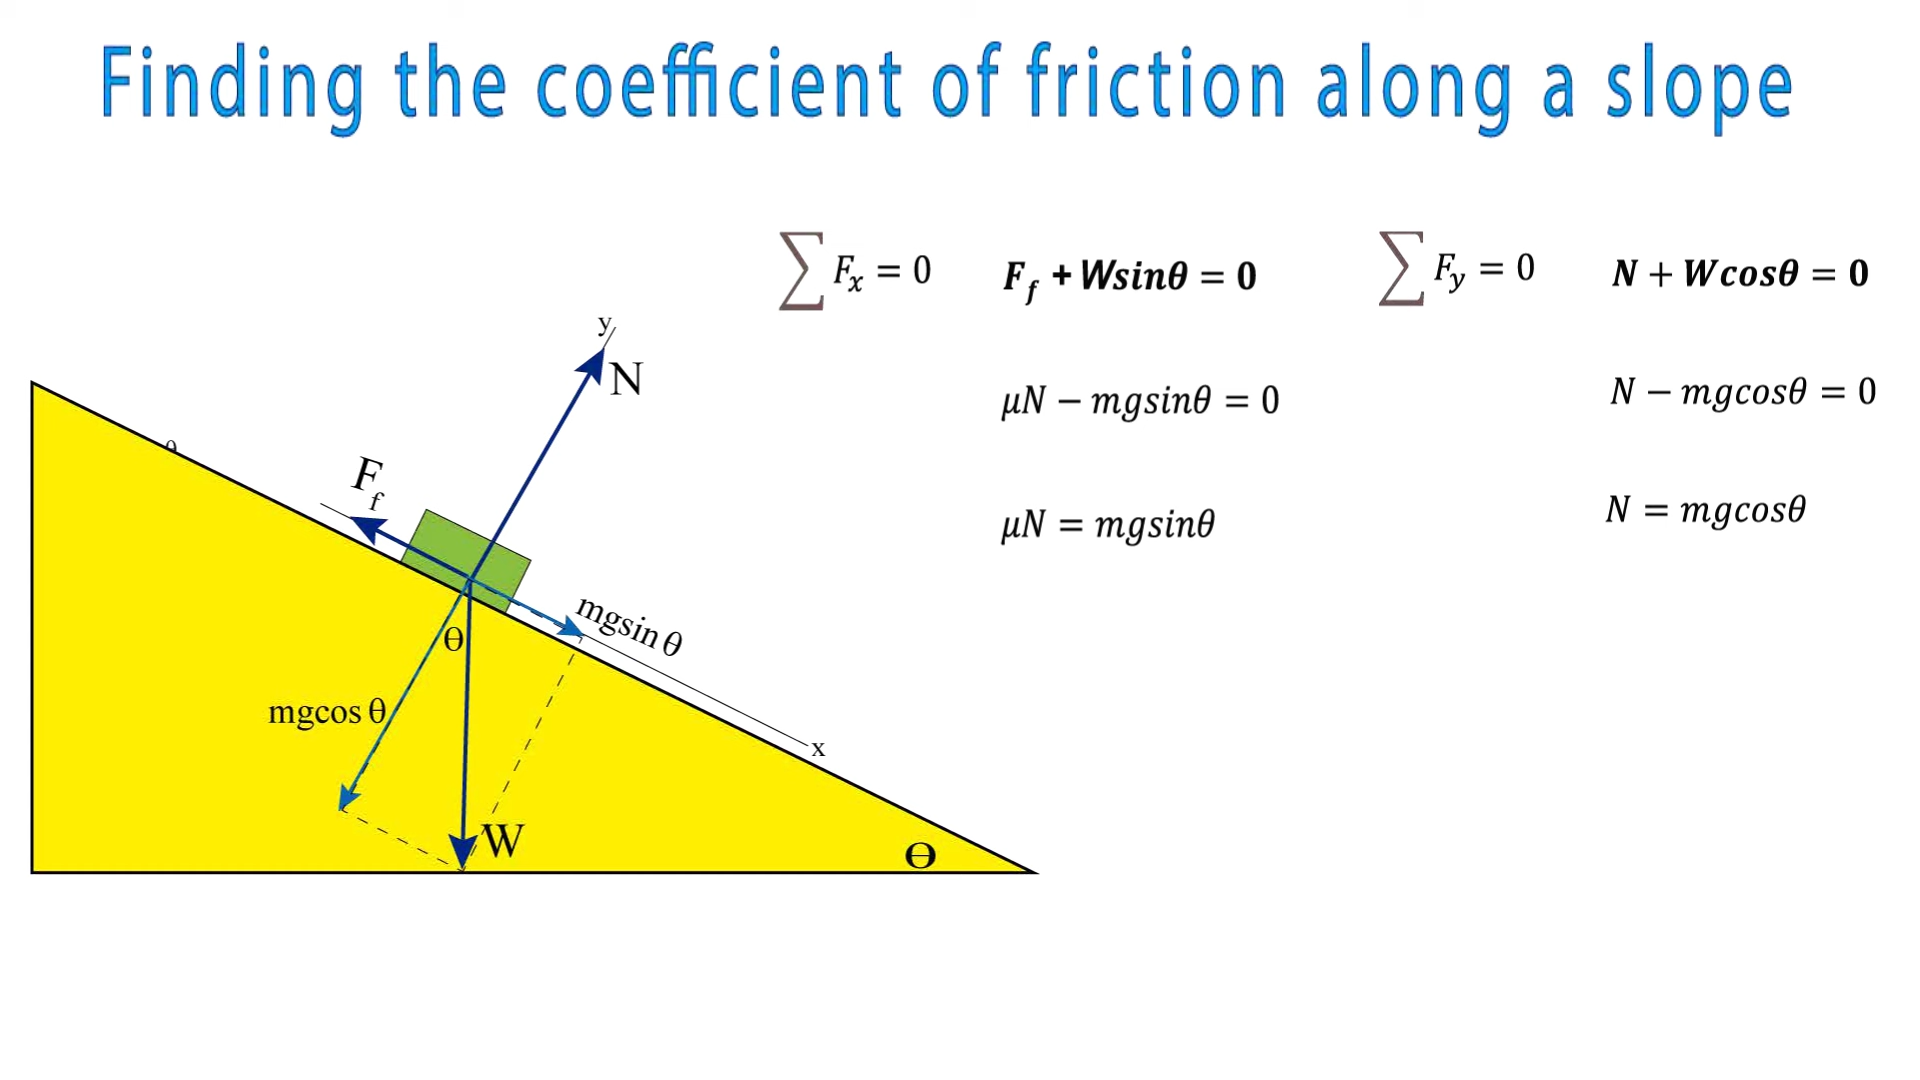 Finding the coefficient of friction along a slope
∑ Fₓ = 0
F_f + Wsinθ = 0
∑ F_y = 0
N + Wcosθ = 0
μN − mgsinθ = 0
N − mgcosθ = 0
μN = mgsinθ
N = mgcosθ
y
N
θ
F_f
mgsin θ
θ
mgcos θ
x
W
Θ